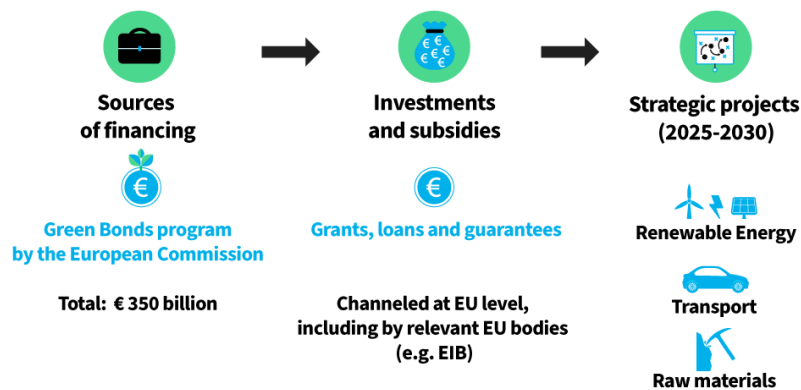 Sources
of financing
Green Bonds program
by the European Commission
Total: € 350 billion
Investments
and subsidies
Grants, loans and guarantees
Channeled at EU level,
including by relevant EU bodies
(e.g. EIB)
Strategic projects
(2025-2030)
Renewable Energy
Transport
Raw materials